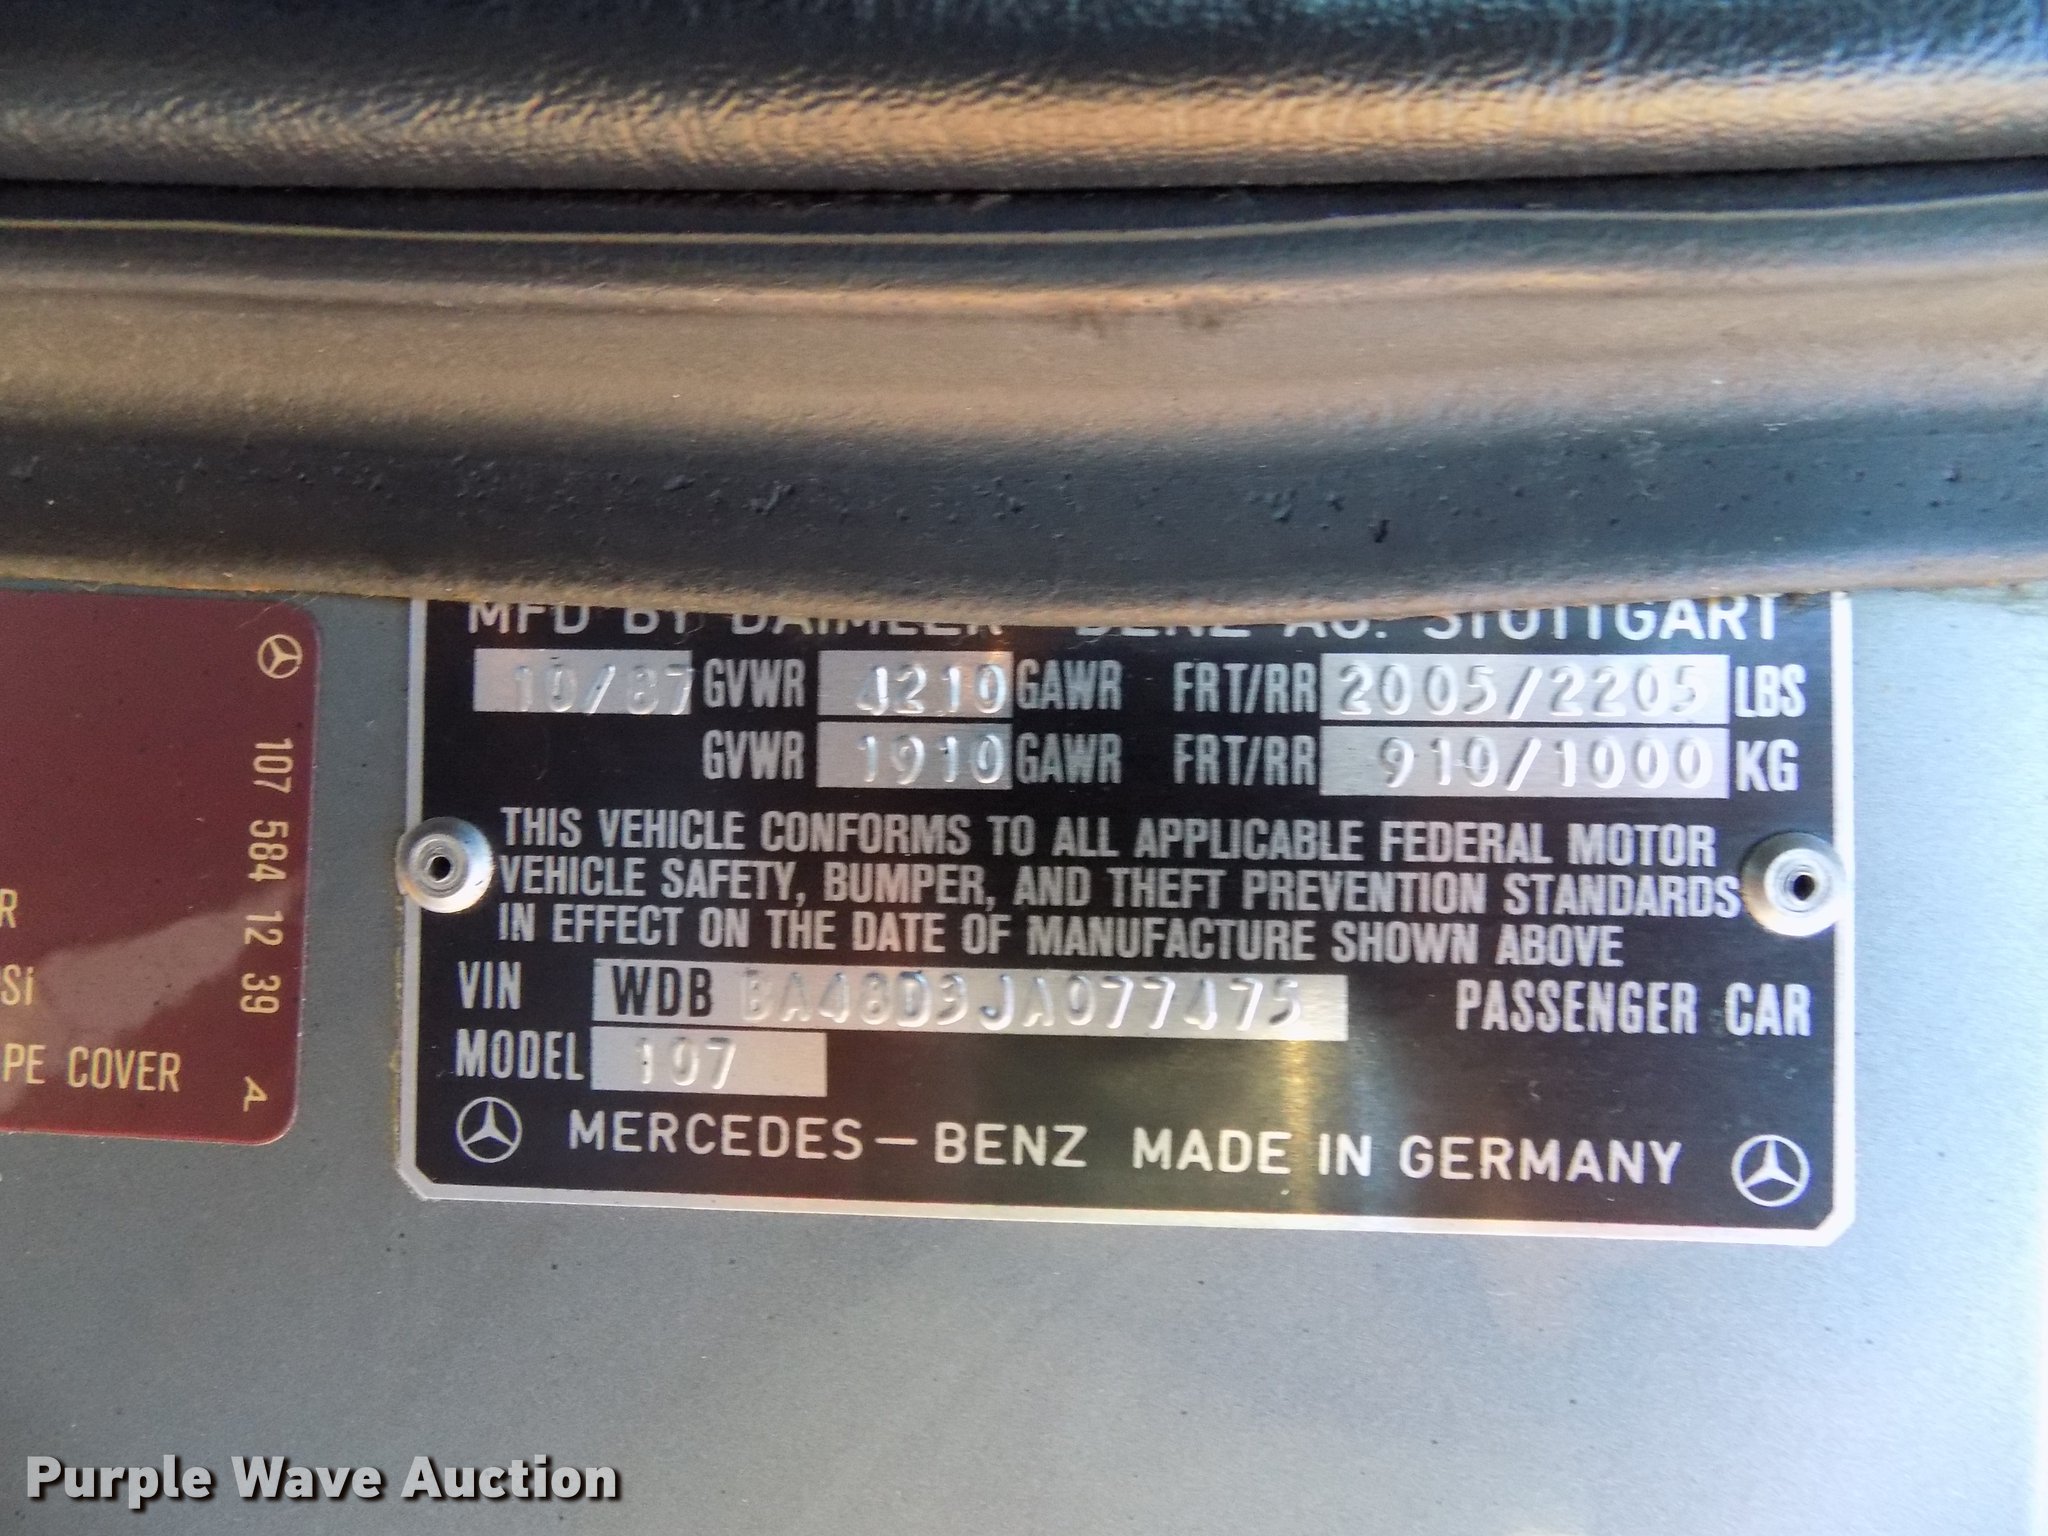 MFD BY DAIMLER-BENZ AG. STUTTGART
10/87 GVWR 4210 GAWR FRT/RR 2005/2205 LBS
GVWR 1910 GAWR FRT/RR 910/1000 KG
THIS VEHICLE CONFORMS TO ALL APPLICABLE FEDERAL MOTOR
VEHICLE SAFETY, BUMPER, AND THEFT PREVENTION STANDARDS
IN EFFECT ON THE DATE OF MANUFACTURE SHOWN ABOVE
VIN WDB BA48D3JA077475 PASSENGER CAR
MODEL 107
MERCEDES-BENZ MADE IN GERMANY
107 584 12 39 A
R
Si
PE COVER
Purple Wave Auction